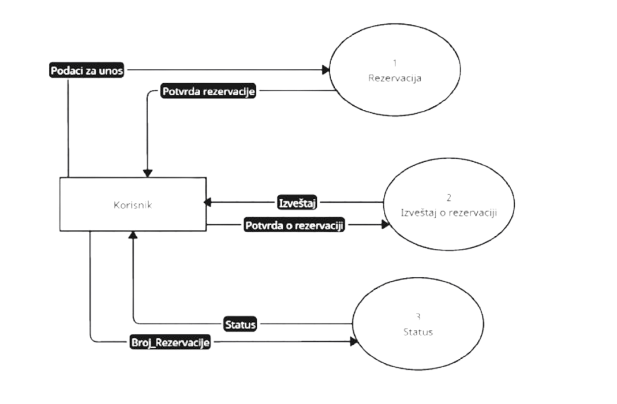 1
Rezervacija
Podaci za unos
Potvrda rezervacije
Korisnik
2
Izveštaj o rezervaciji
Izveštaj
Potvrda o rezervaciji
3
Status
Status
Broj_Rezervacije